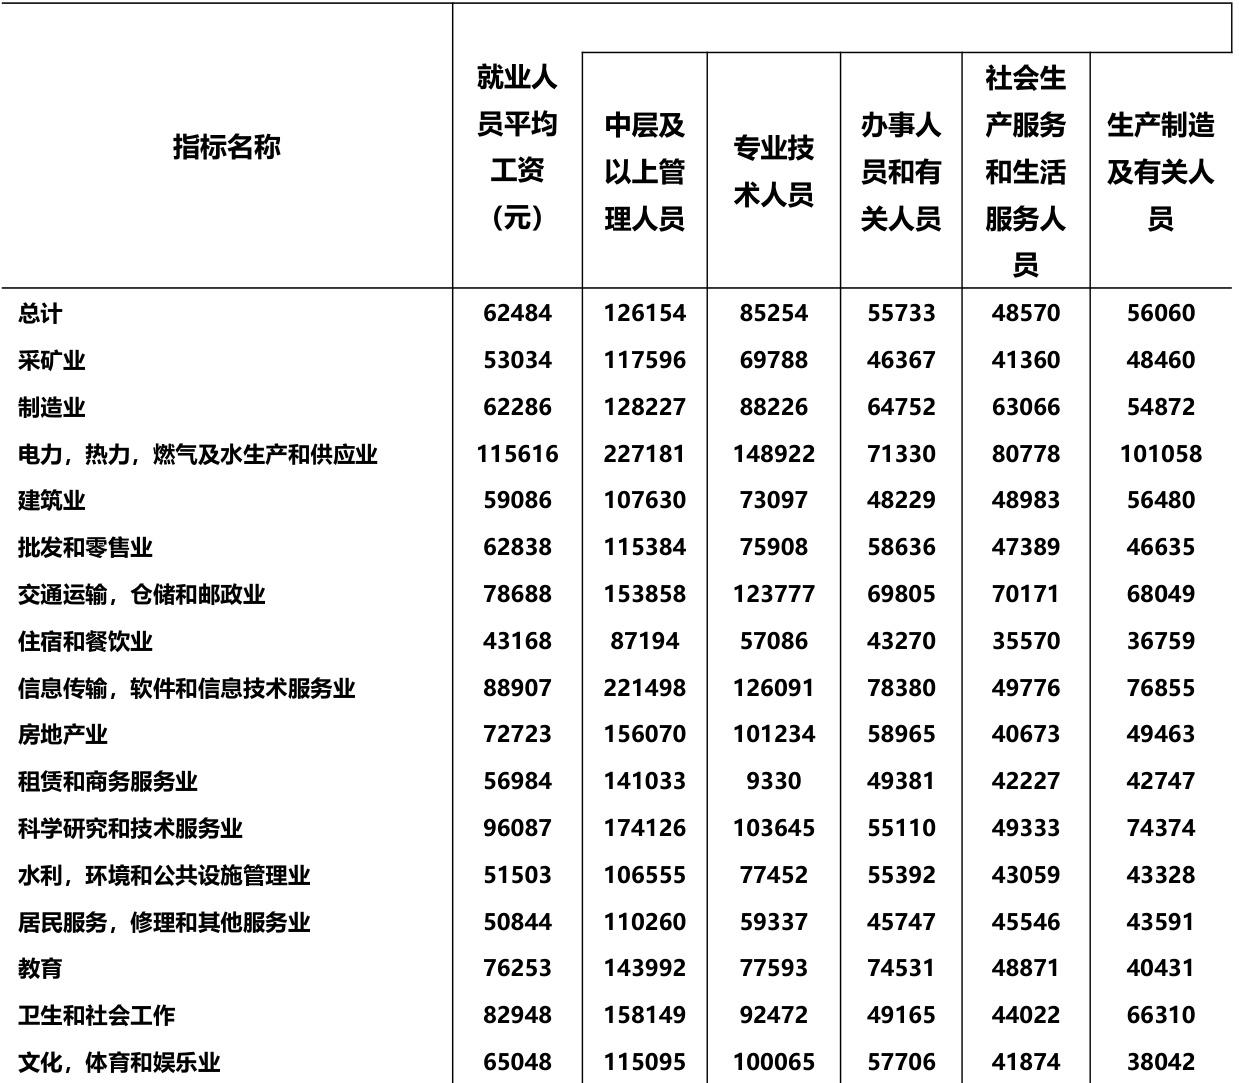 指标名称
就业人
员平均
工资
（元）
中层及
以上管
理人员
专业技
术人员
办事人
员和有
关人员
社会生
产服务
和生活
服务人
员
生产制造
及有关人
员
总计 62484 126154 85254 55733 48570 56060
采矿业 53034 117596 69788 46367 41360 48460
制造业 62286 128227 88226 64752 63066 54872
电力，热力，燃气及水生产和供应业 115616 227181 148922 71330 80778 101058
建筑业 59086 107630 73097 48229 48983 56480
批发和零售业 62838 115384 75908 58636 47389 46635
交通运输，仓储和邮政业 78688 153858 123777 69805 70171 68049
住宿和餐饮业 43168 87194 57086 43270 35570 36759
信息传输，软件和信息技术服务业 88907 221498 126091 78380 49776 76855
房地产业 72723 156070 101234 58965 40673 49463
租赁和商务服务业 56984 141033 9330 49381 42227 42747
科学研究和技术服务业 96087 174126 103645 55110 49333 74374
水利，环境和公共设施管理业 51503 106555 77452 55392 43059 43328
居民服务，修理和其他服务业 50844 110260 59337 45747 45546 43591
教育 76253 143992 77593 74531 48871 40431
卫生和社会工作 82948 158149 92472 49165 44022 66310
文化，体育和娱乐业 65048 115095 100065 57706 41874 38042